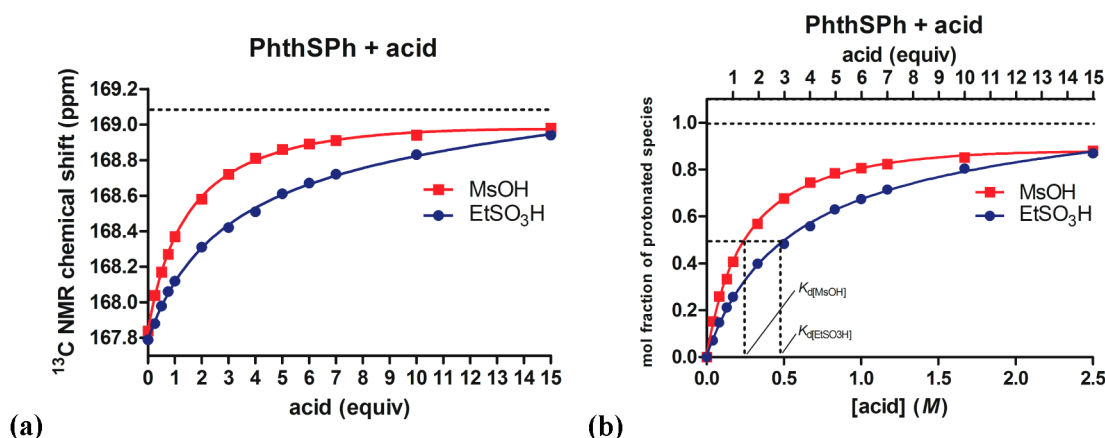 PhthSPh + acid
¹³C NMR chemical shift (ppm)
169.2
169.0
168.8
168.6
168.4
168.2
168.0
167.8
0 1 2 3 4 5 6 7 8 9 10 11 12 13 14 15
acid (equiv)
MsOH
EtSO₃H
(a)
PhthSPh + acid
acid (equiv)
1 2 3 4 5 6 7 8 9 10 11 12 13 14 15
mol fraction of protonated species
1.0
0.8
0.6
0.4
0.2
0.0
0.0 0.5 1.0 1.5 2.0 2.5
[acid] (M)
MsOH
EtSO₃H
Kd[MsOH]
Kd[EtSO3H]
(b)